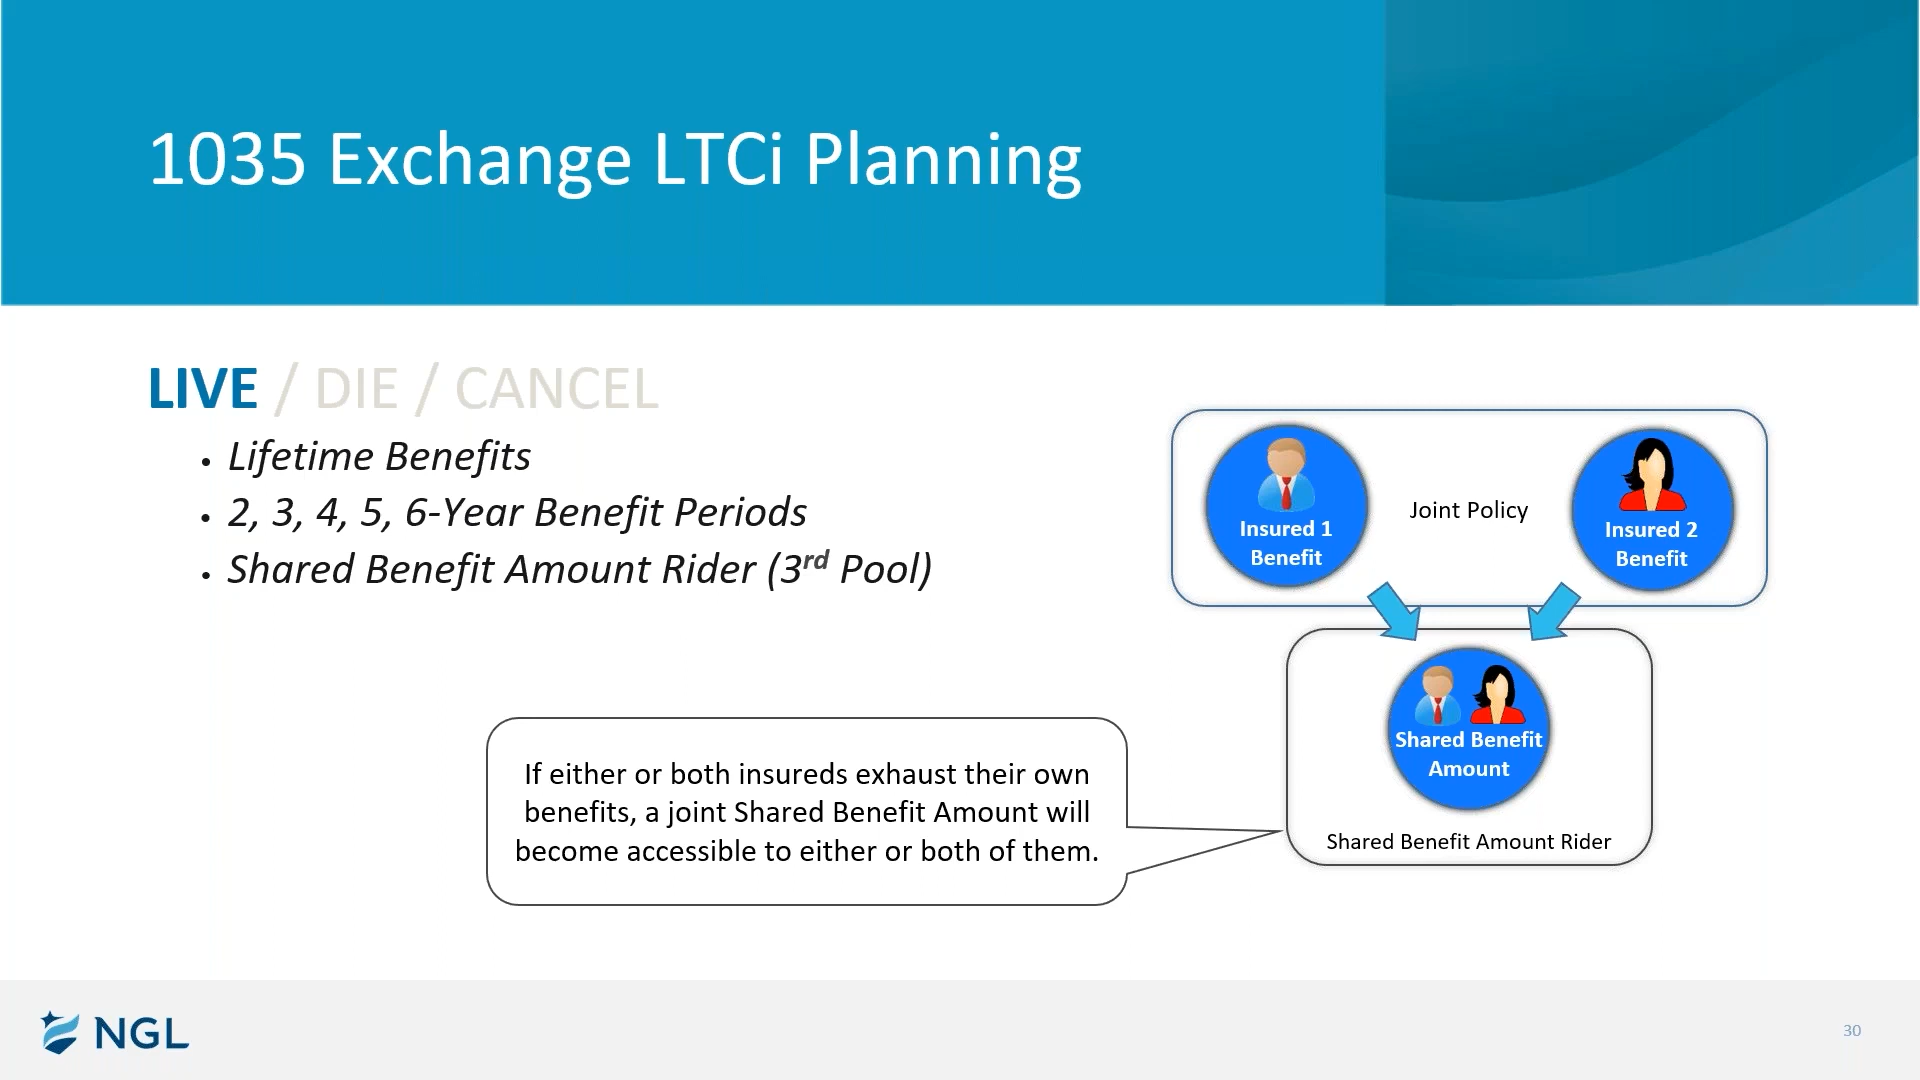 1035 Exchange LTCi Planning
LIVE / DIE / CANCEL
• Lifetime Benefits
• 2, 3, 4, 5, 6-Year Benefit Periods
• Shared Benefit Amount Rider (3rd Pool)
Insured 1
Benefit
Joint Policy
Insured 2
Benefit
Shared Benefit
Amount
Shared Benefit Amount Rider
If either or both insureds exhaust their own
benefits, a joint Shared Benefit Amount will
become accessible to either or both of them.
NGL
30